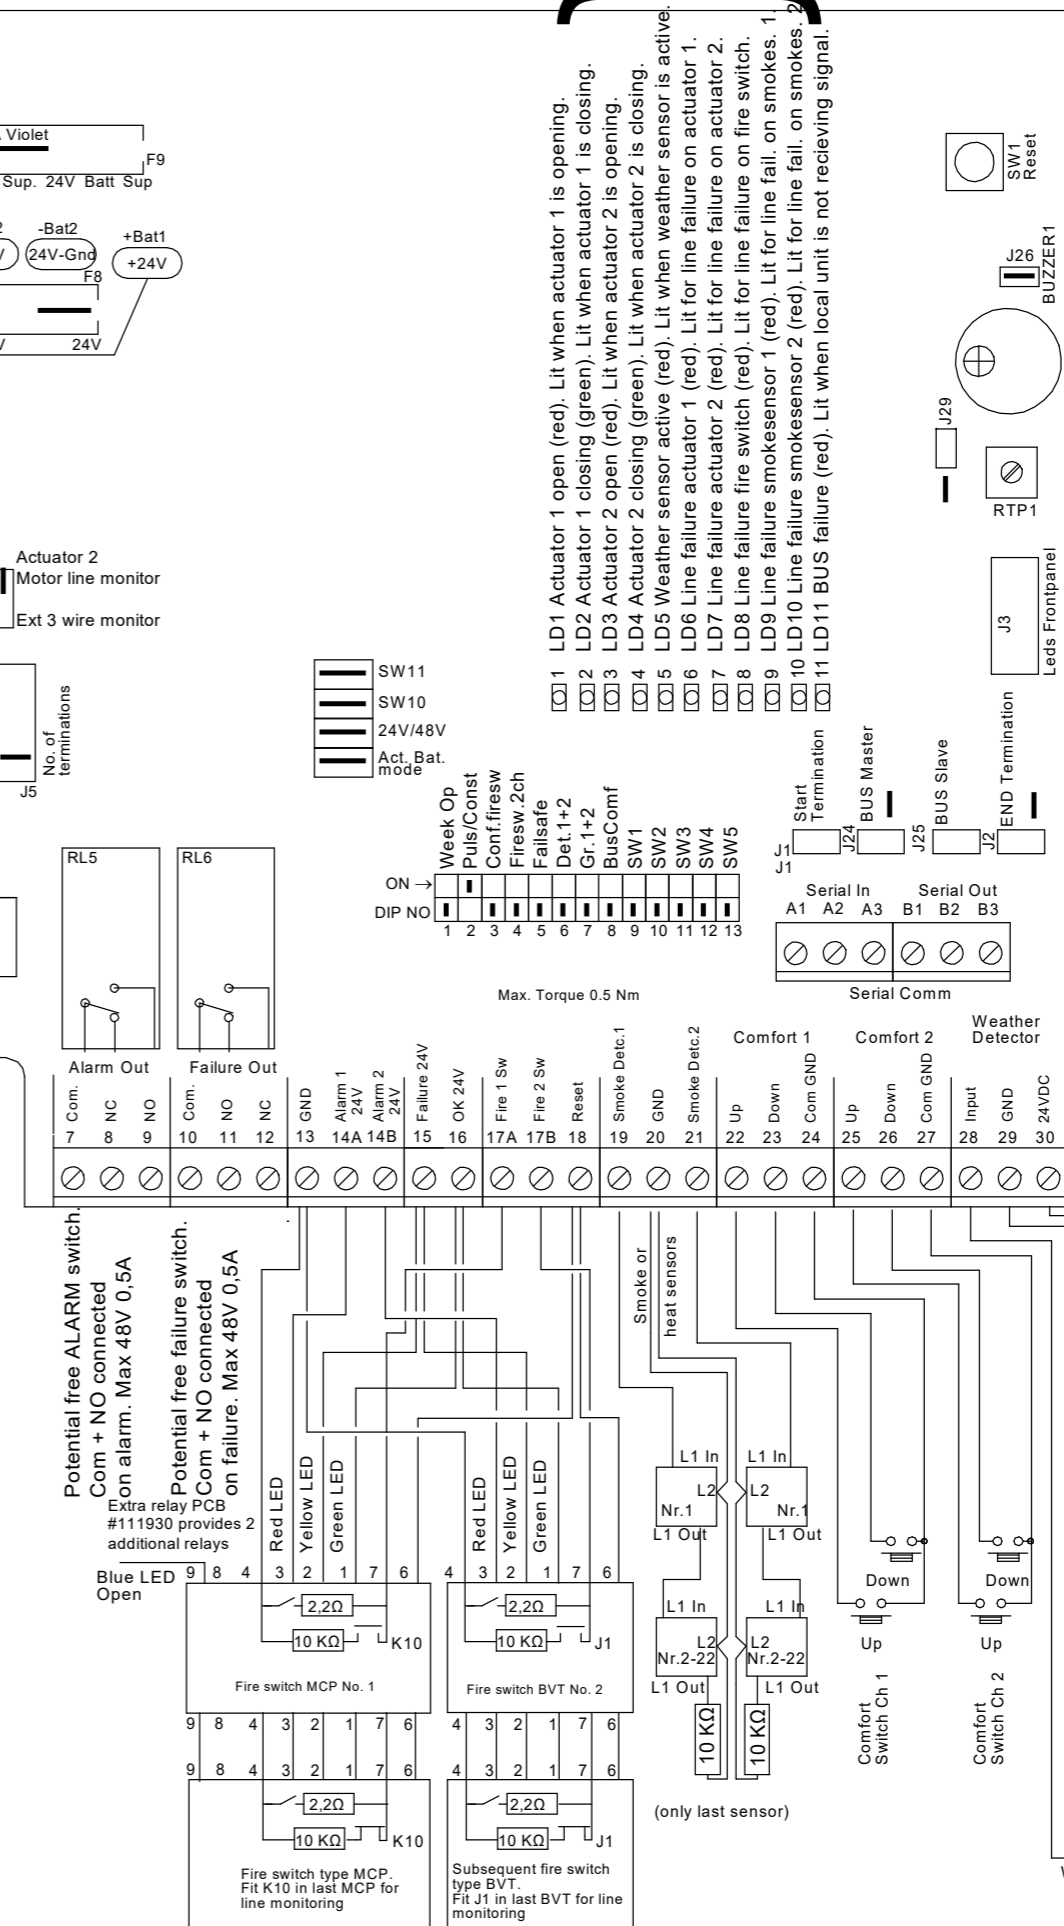 Violet
F9
Sup. 24V Batt Sup
-Bat2
24V-Gnd
+Bat1
+24V
F8
24V
Actuator 2
Motor line monitor
Ext 3 wire monitor
No. of
terminations
J5
LD1 Actuator 1 open (red). Lit when actuator 1 is opening.
LD2 Actuator 1 closing (green). Lit when actuator 1 is closing.
LD3 Actuator 2 open (red). Lit when actuator 2 is opening.
LD4 Actuator 2 closing (green). Lit when actuator 2 is closing.
LD5 Weather sensor active (red). Lit when weather sensor is active.
LD6 Line failure actuator 1 (red). Lit for line failure on actuator 1.
LD7 Line failure actuator 2 (red). Lit for line failure on actuator 2.
LD8 Line failure fire switch (red). Lit for line failure on fire switch.
LD9 Line failure smokesensor 1 (red). Lit for line fail. on smokes. 1.
LD10 Line failure smokesensor 2 (red). Lit for line fail. on smokes. 2
LD11 BUS failure (red). Lit when local unit is not recieving signal.
1 2 3 4 5 6 7 8 9 10 11
SW1
Reset
J26
BUZZER1
J29
RTP1
J3
Leds Frontpanel
SW11
SW10
24V/48V
Act. Bat.
mode
Week Op
Puls/Const
Conf.firesw
Firesw.2ch
Failsafe
Det.1+2
Gr.1+2
BusComf
SW1
SW2
SW3
SW4
SW5
ON →
DIP NO
1 2 3 4 5 6 7 8 9 10 11 12 13
Start
Termination
BUS Master
BUS Slave
END Termination
J1
J1
J24
J25
J2
Serial In
Serial Out
A1 A2 A3 B1 B2 B3
Serial Comm
Max. Torque 0.5 Nm
RL5
RL6
Alarm Out
Failure Out
Comfort 1
Comfort 2
Weather
Detector
Com.
NC
NO
Com.
NO
NC
GND
Alarm 1
24V
Alarm 2
24V
Failure 24V
OK 24V
Fire 1 Sw
Fire 2 Sw
Reset
Smoke Detc.1
GND
Smoke Detc.2
Up
Down
Com GND
Up
Down
Com GND
Input
GND
24VDC
7 8 9 10 11 12 13 14A 14B 15 16 17A 17B 18 19 20 21 22 23 24 25 26 27 28 29 30
Potential free ALARM switch.
Com + NO connected
on alarm. Max 48V 0,5A
Potential free failure switch.
Com + NO connected
on failure. Max 48V 0,5A
Extra relay PCB
#111930 provides 2
additional relays
Blue LED
Open
Red LED
Yellow LED
Green LED
Red LED
Yellow LED
Green LED
Smoke or
heat sensors
9 8 4 3 2 1 7 6
4 3 2 1 7 6
2,2Ω
10 KΩ
K10
Fire switch MCP No. 1
2,2Ω
10 KΩ
J1
Fire switch BVT No. 2
9 8 4 3 2 1 7 6
4 3 2 1 7 6
9 8 4 3 2 1 7 6
4 3 2 1 7 6
2,2Ω
10 KΩ
K10
Fire switch type MCP.
Fit K10 in last MCP for
line monitoring
2,2Ω
10 KΩ
J1
Subsequent fire switch
type BVT.
Fit J1 in last BVT for line
monitoring
L1 In
L2
Nr.1
L1 Out
L1 In
L2
Nr.1
L1 Out
L1 In
L2
Nr.2-22
L1 Out
L1 In
L2
Nr.2-22
L1 Out
10 KΩ
10 KΩ
(only last sensor)
Down
Up
Comfort
Switch Ch 1
Down
Up
Comfort
Switch Ch 2